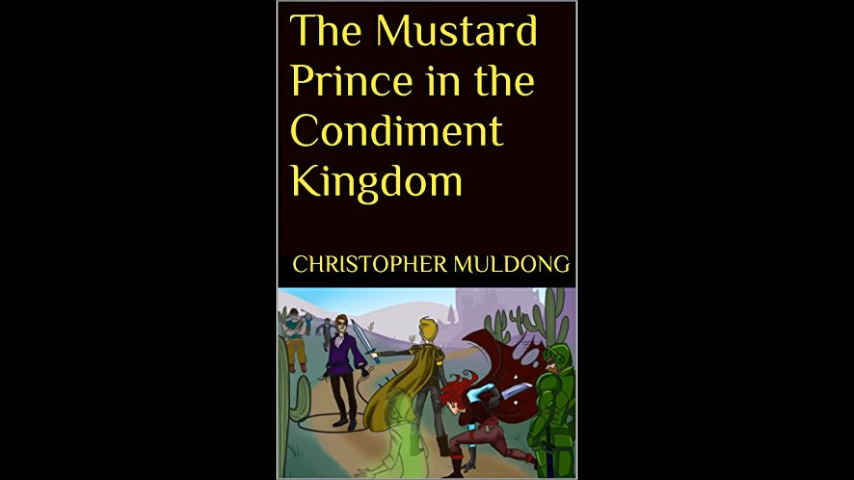 The Mustard
Prince in the
Condiment
Kingdom
CHRISTOPHER MULDONG